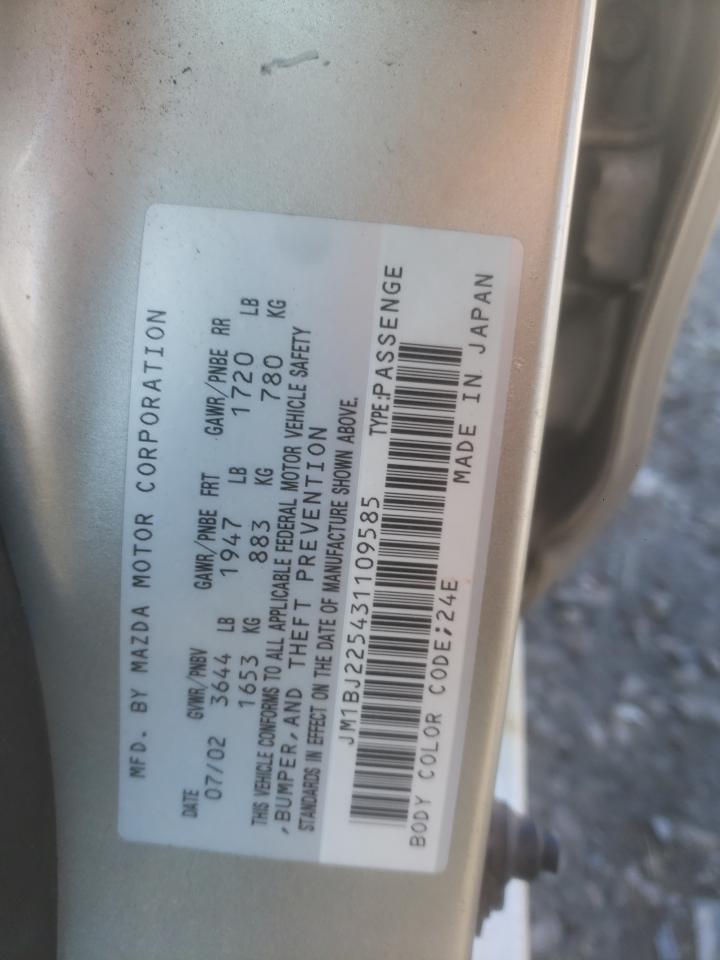 MFD. BY MAZDA MOTOR CORPORATION
DATE GVWR/PNBV GAWR/PNBE FRT GAWR/PNBE RR
07/02 3644 LB 1947 LB 1720 LB
1653 KG 883 KG 780 KG
THIS VEHICLE CONFORMS TO ALL APPLICABLE FEDERAL MOTOR VEHICLE SAFETY
,BUMPER,AND THEFT PREVENTION
STANDARDS IN EFFECT ON THE DATE OF MANUFACTURE SHOWN ABOVE.
JM1BJ225431109585 TYPE:PASSENGE
BODY COLOR CODE;24E MADE IN JAPAN